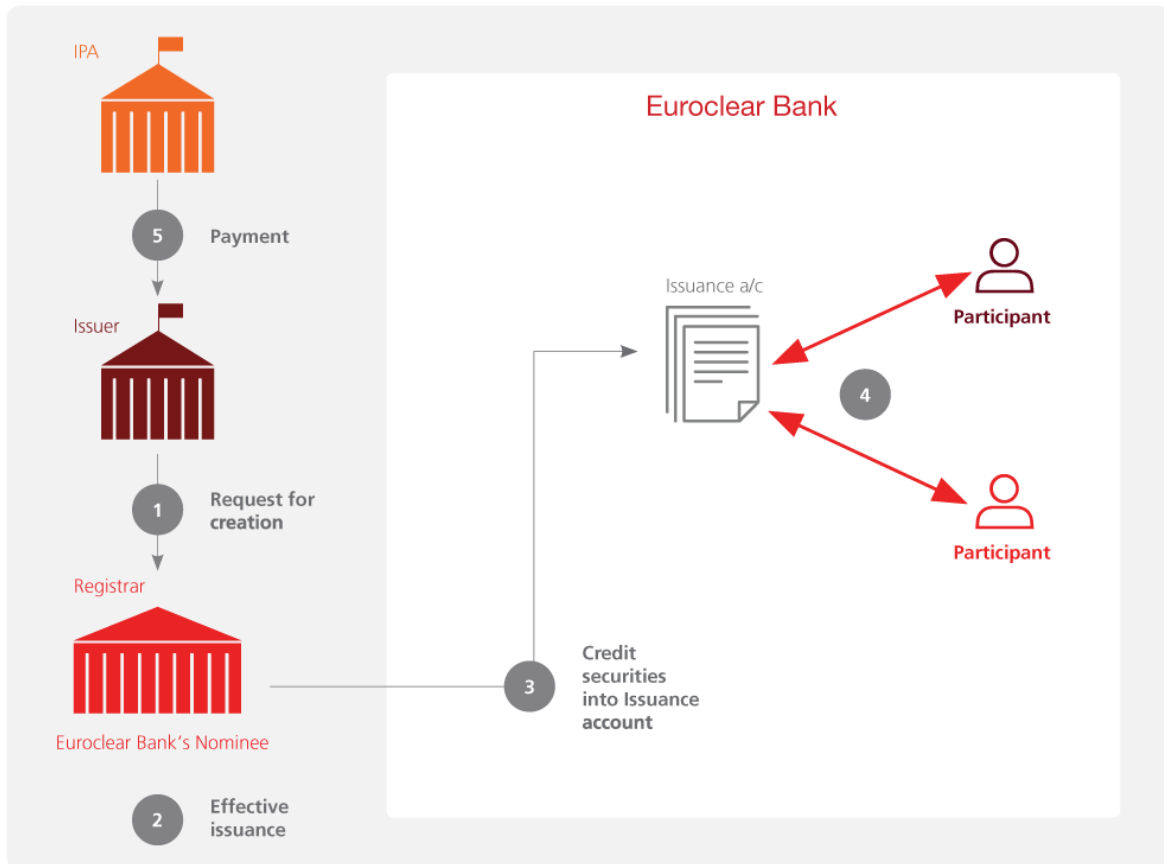 IPA
Euroclear Bank
5
Payment
Issuance a/c
Participant
Issuer
4
1
Request for
creation
Participant
Registrar
3
Credit
securities
into Issuance
account
Euroclear Bank's Nominee
2
Effective
issuance